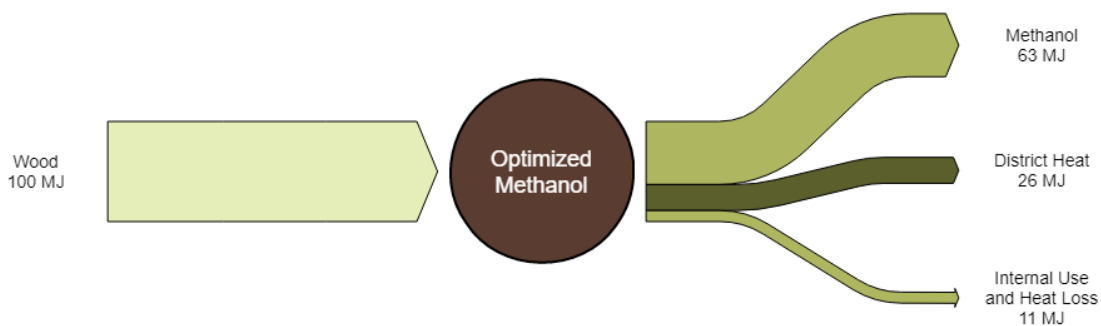 Wood
100 MJ
Optimized
Methanol
Methanol
63 MJ
District Heat
26 MJ
Internal Use
and Heat Loss
11 MJ